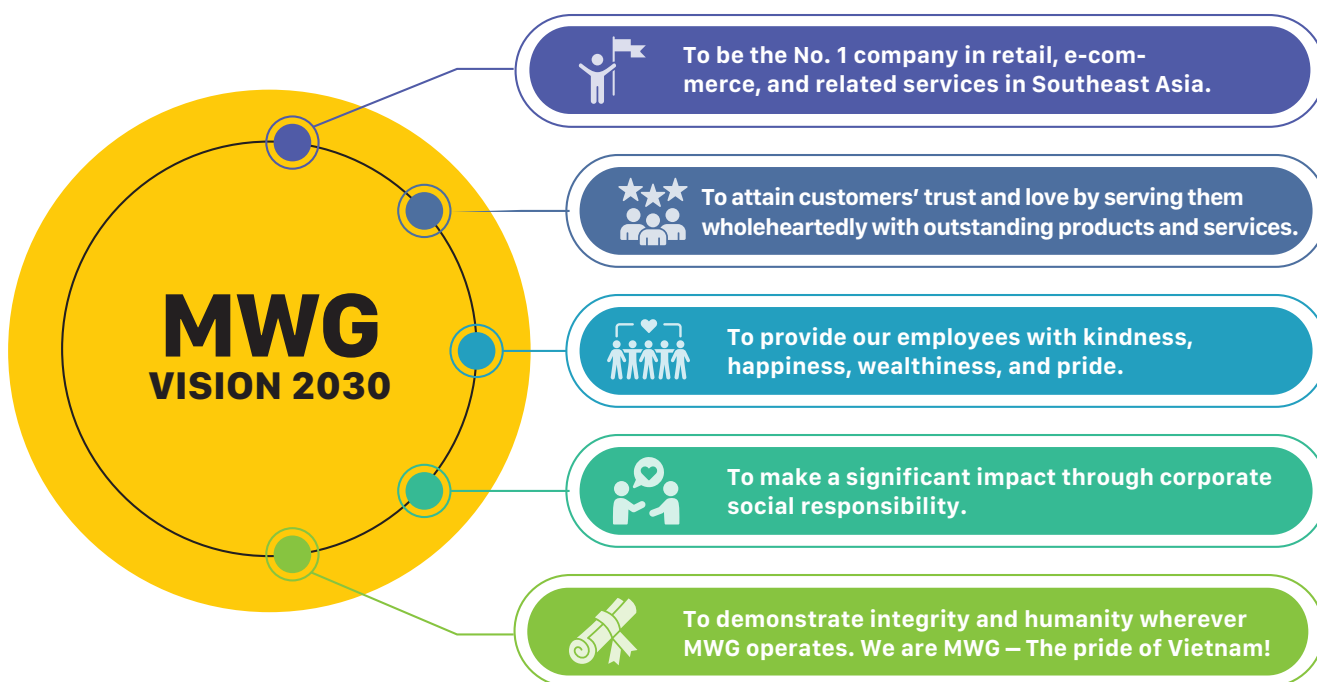 MWG
VISION 2030
To be the No. 1 company in retail, e-com-
merce, and related services in Southeast Asia.
To attain customers’ trust and love by serving them
wholeheartedly with outstanding products and services.
To provide our employees with kindness,
happiness, wealthiness, and pride.
To make a significant impact through corporate
social responsibility.
To demonstrate integrity and humanity wherever
MWG operates. We are MWG – The pride of Vietnam!